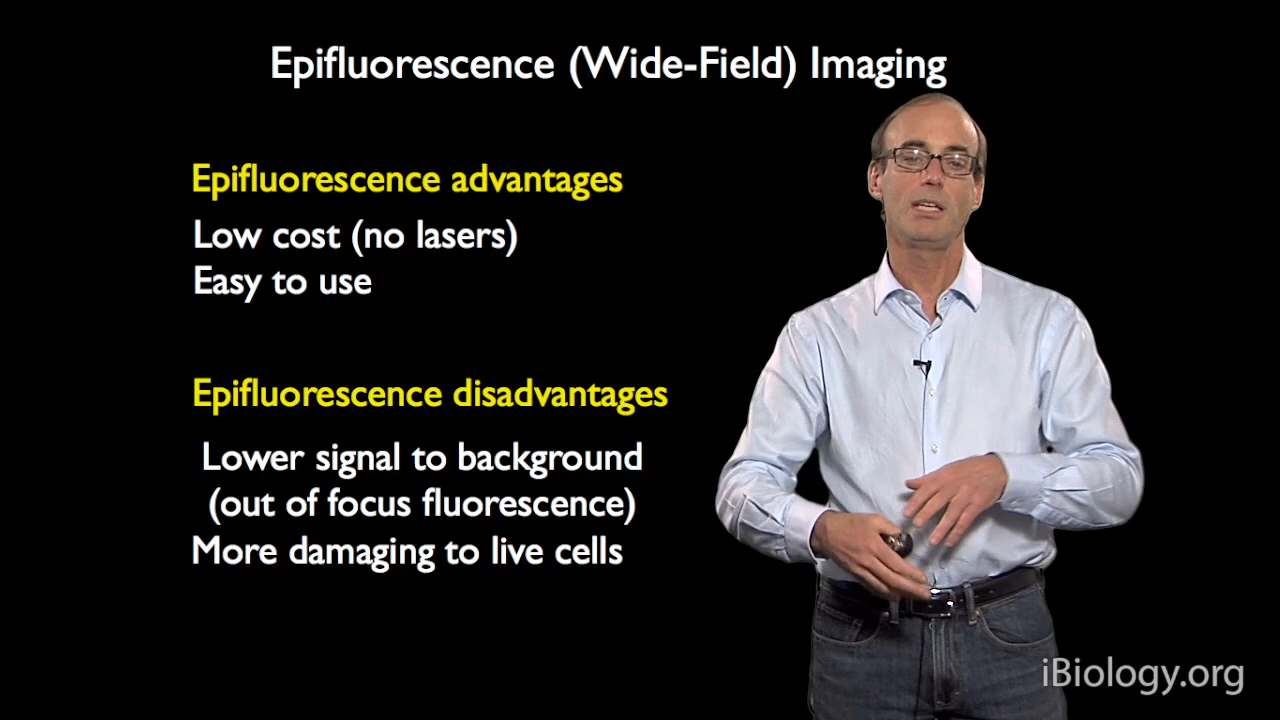 Epifluorescence (Wide-Field) Imaging
Epifluorescence advantages
Low cost (no lasers)
Easy to use
Epifluorescence disadvantages
Lower signal to background
(out of focus fluorescence)
More damaging to live cells
iBiology.org